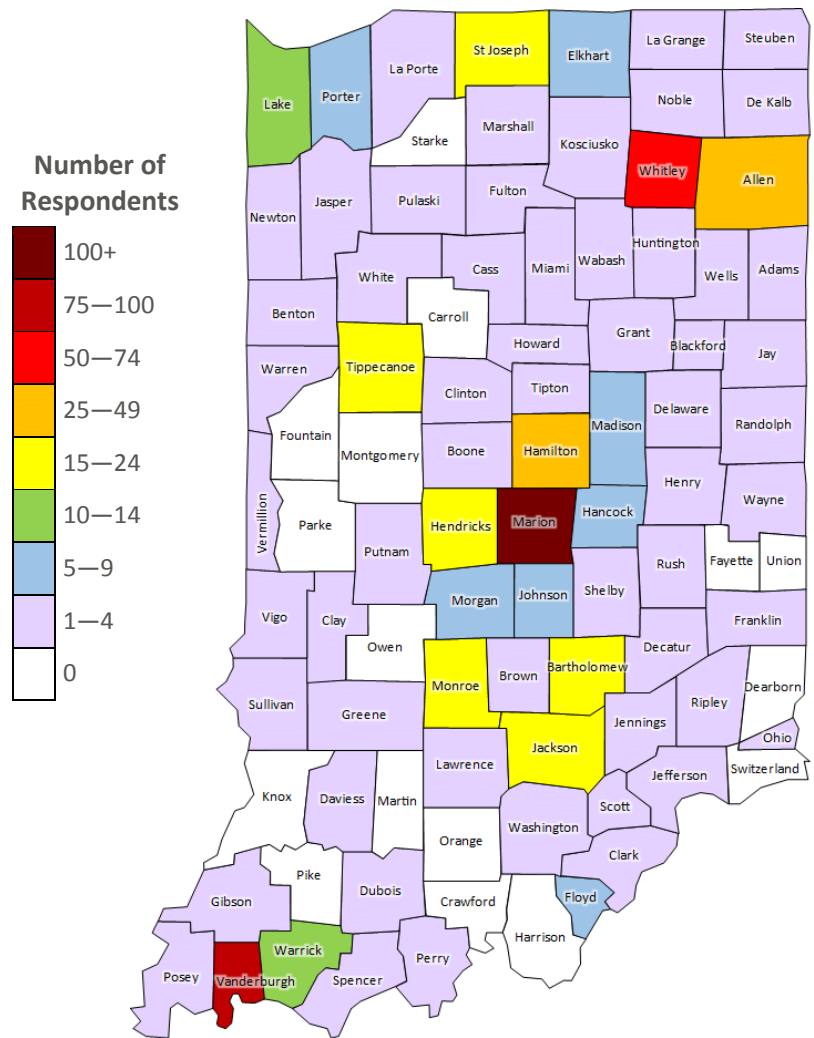 Number of
Respondents
100+
75—100
50—74
25—49
15—24
10—14
5—9
1—4
0
St Joseph
Elkhart
La Grange
Steuben
Lake
Porter
La Porte
Noble
De Kalb
Starke
Marshall
Kosciusko
Whitley
Allen
Newton
Jasper
Pulaski
Fulton
Huntington
White
Cass
Miami
Wabash
Wells
Adams
Benton
Carroll
Grant
Blackford
Jay
Warren
Tippecanoe
Howard
Clinton
Tipton
Delaware
Randolph
Fountain
Montgomery
Boone
Hamilton
Madison
Henry
Wayne
Vermillion
Parke
Putnam
Hendricks
Marion
Hancock
Rush
Fayette
Union
Vigo
Clay
Morgan
Johnson
Shelby
Franklin
Owen
Decatur
Sullivan
Greene
Monroe
Brown
Bartholomew
Ripley
Dearborn
Jennings
Ohio
Lawrence
Jackson
Jefferson
Switzerland
Knox
Daviess
Martin
Scott
Orange
Washington
Clark
Gibson
Pike
Dubois
Crawford
Floyd
Harrison
Posey
Vanderburgh
Warrick
Spencer
Perry